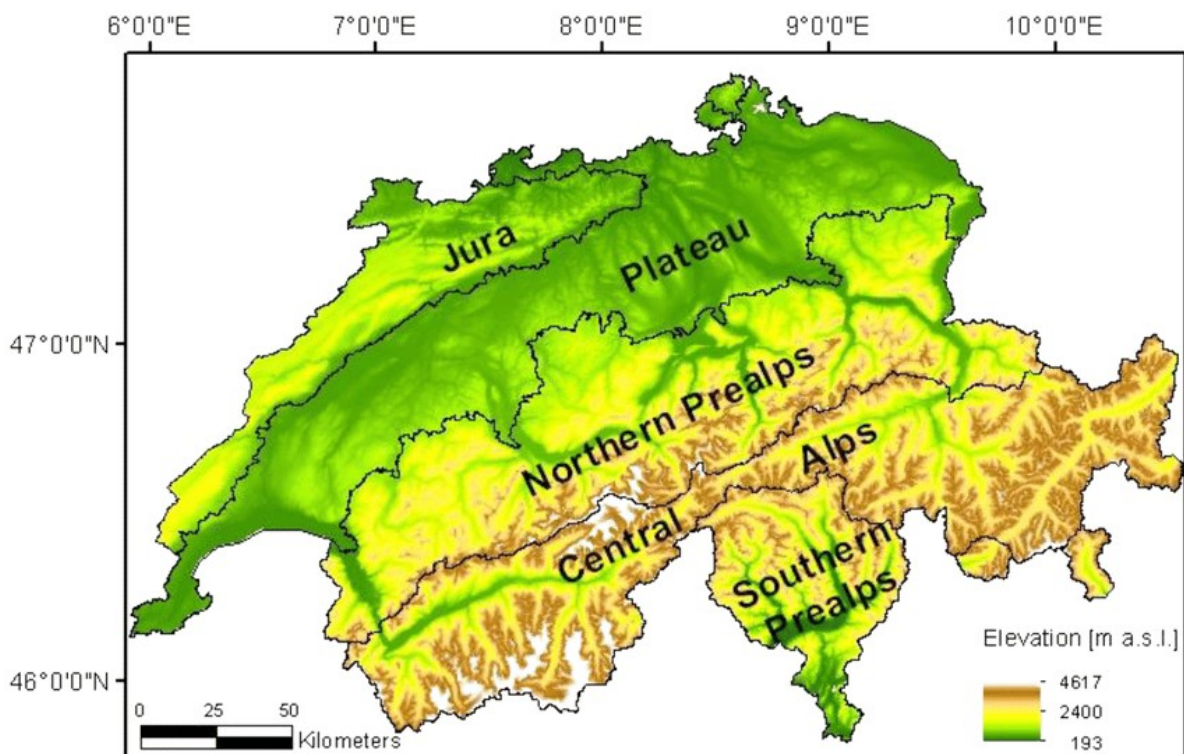 6°0'0"E 7°0'0"E 8°0'0"E 9°0'0"E 10°0'0"E
Jura
Plateau
47°0'0"N
Northern Prealps
Central Alps
Southern
Prealps
46°0'0"N
Elevation [m a.s.l.]
4617
2400
193
0 25 50
Kilometers